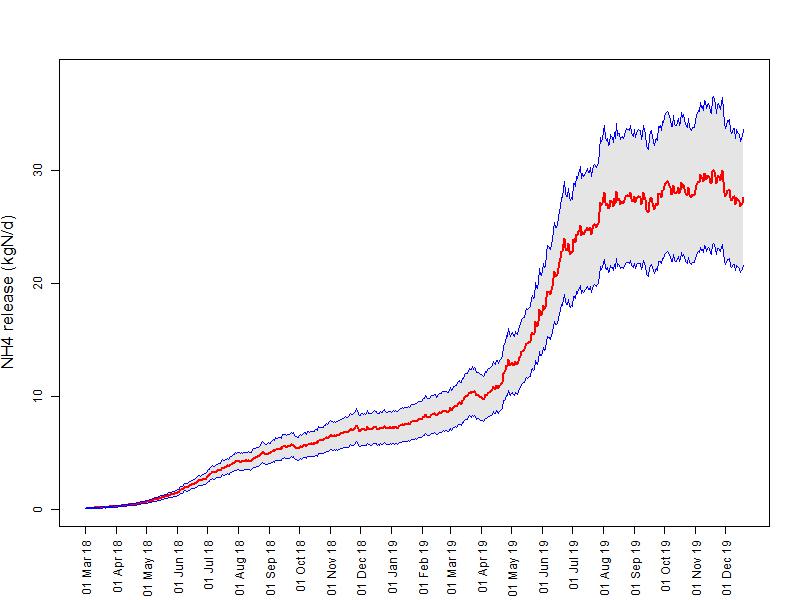 NH4 release (kgN/d)
30
20
10
0
01 Mar 18
01 Apr 18
01 May 18
01 Jun 18
01 Jul 18
01 Aug 18
01 Sep 18
01 Oct 18
01 Nov 18
01 Dec 18
01 Jan 19
01 Feb 19
01 Mar 19
01 Apr 19
01 May 19
01 Jun 19
01 Jul 19
01 Aug 19
01 Sep 19
01 Oct 19
01 Nov 19
01 Dec 19